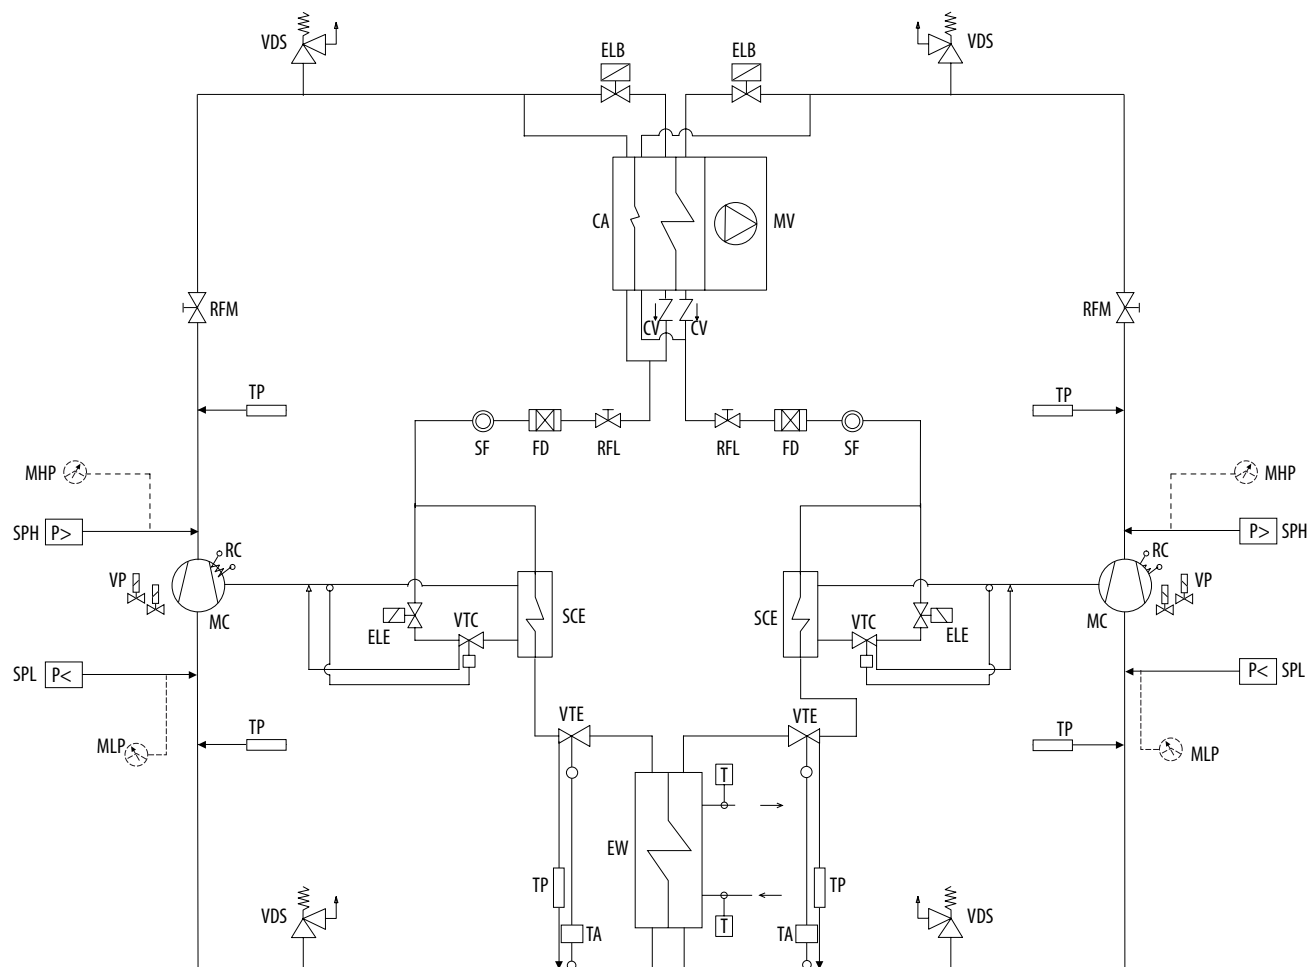 VDS
ELB
ELB
VDS
CA
MV
RFM
RFM
CV
CV
TP
TP
SF
FD
RFL
RFL
FD
SF
MHP
MHP
SPH
P>
P>
SPH
RC
RC
VP
VP
MC
MC
ELE
VTC
SCE
SCE
VTC
ELE
SPL
P<
P<
SPL
VTE
VTE
TP
TP
MLP
MLP
T
EW
TP
TP
T
VDS
TA
TA
VDS